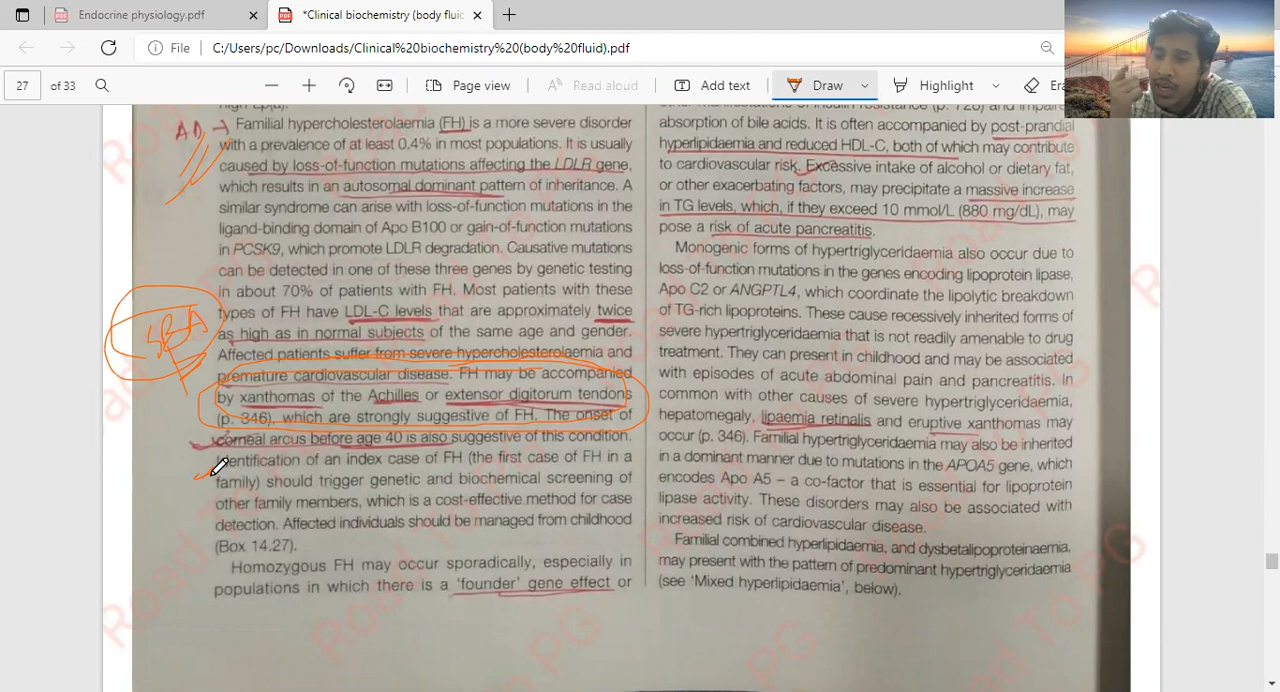 Endocrine physiology.pdf
*Clinical biochemistry (body fluid
File
C:/Users/pc/Downloads/Clinical%20biochemistry%20(body%20fluid).pdf
27
of 33
Page view
Read aloud
Add text
Draw
Highlight
Era
high Lp(a).
AD → Familial hypercholesterolaemia (FH) is a more severe disorder
with a prevalence of at least 0.4% in most populations. It is usually
caused by loss-of-function mutations affecting the LDLR gene,
which results in an autosomal dominant pattern of inheritance. A
similar syndrome can arise with loss-of-function mutations in the
ligand-binding domain of Apo B100 or gain-of-function mutations
in PCSK9, which promote LDLR degradation. Causative mutations
can be detected in one of these three genes by genetic testing
in about 70% of patients with FH. Most patients with these
types of FH have LDL-C levels that are approximately twice
as high as in normal subjects of the same age and gender.
SBA
Affected patients suffer from severe hypercholesterolaemia and
premature cardiovascular disease. FH may be accompanied
by xanthomas of the Achilles or extensor digitorum tendons
(p. 346), which are strongly suggestive of FH. The onset of
corneal arcus before age 40 is also suggestive of this condition.
Identification of an index case of FH (the first case of FH in a
family) should trigger genetic and biochemical screening of
other family members, which is a cost-effective method for case
detection. Affected individuals should be managed from childhood
(Box 14.27).
Homozygous FH may occur sporadically, especially in
populations in which there is a 'founder' gene effect or
other manifestations of insulin resistance (p. 728) and impaired
absorption of bile acids. It is often accompanied by post-prandial
hyperlipidaemia and reduced HDL-C, both of which may contribute
to cardiovascular risk. Excessive intake of alcohol or dietary fat,
or other exacerbating factors, may precipitate a massive increase
in TG levels, which, if they exceed 10 mmol/L (880 mg/dL), may
pose a risk of acute pancreatitis.
Monogenic forms of hypertriglyceridaemia also occur due to
loss-of-function mutations in the genes encoding lipoprotein lipase,
Apo C2 or ANGPTL4, which coordinate the lipolytic breakdown
of TG-rich lipoproteins. These cause recessively inherited forms of
severe hypertriglyceridaemia that is not readily amenable to drug
treatment. They can present in childhood and may be associated
with episodes of acute abdominal pain and pancreatitis. In
common with other causes of severe hypertriglyceridaemia,
hepatomegaly, lipaemia retinalis and eruptive xanthomas may
occur (p. 346). Familial hypertriglyceridaemia may also be inherited
in a dominant manner due to mutations in the APOA5 gene, which
encodes Apo A5 – a co-factor that is essential for lipoprotein
lipase activity. These disorders may also be associated with
increased risk of cardiovascular disease.
Familial combined hyperlipidaemia, and dysbetalipoproteinaemia,
may present with the pattern of predominant hypertriglyceridaemia
(see 'Mixed hyperlipidaemia', below).
Road To PG